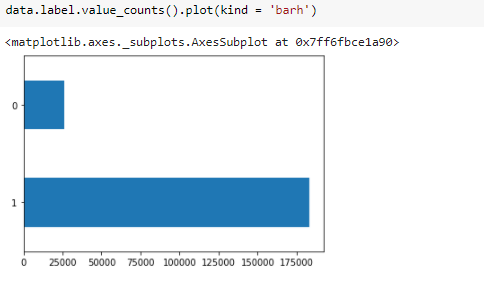 data.label.value_counts().plot(kind = 'barh')
<matplotlib.axes._subplots.AxesSubplot at 0x7ff6fbce1a90>
0
1
0 25000 50000 75000 100000 125000 150000 175000